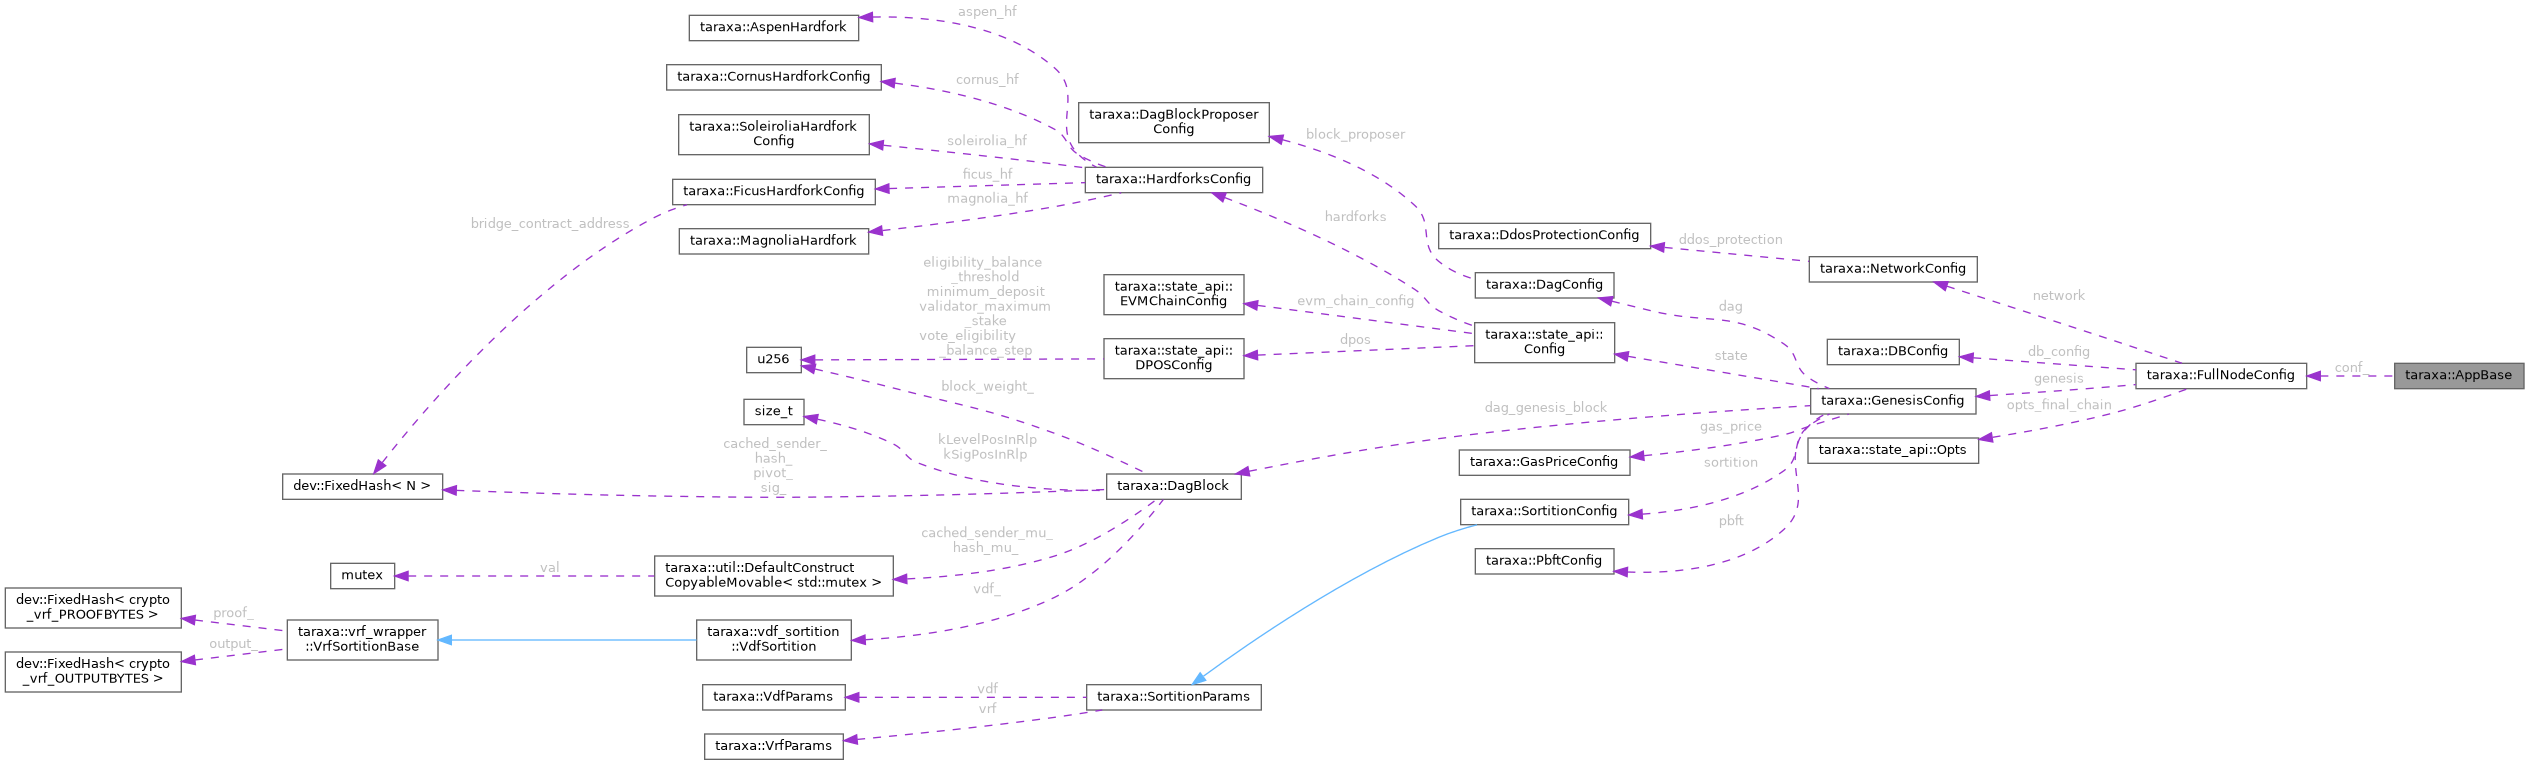 taraxa::AspenHardfork
aspen_hf
taraxa::CornusHardforkConfig
cornus_hf
taraxa::SoleiroliaHardfork
Config
soleirolia_hf
taraxa::FicusHardforkConfig
ficus_hf
taraxa::MagnoliaHardfork
magnolia_hf
bridge_contract_address
taraxa::DagBlockProposer
Config
block_proposer
taraxa::HardforksConfig
hardforks
taraxa::DdosProtectionConfig
ddos_protection
taraxa::NetworkConfig
network
taraxa::DagConfig
dag
eligibility_balance
_threshold
minimum_deposit
validator_maximum
_stake
vote_eligibility
_balance_step
taraxa::state_api::
EVMChainConfig
evm_chain_config
taraxa::state_api::
DPOSConfig
dpos
taraxa::state_api::
Config
state
taraxa::DBConfig
db_config
taraxa::FullNodeConfig
conf_
taraxa::AppBase
genesis
taraxa::GenesisConfig
opts_final_chain
taraxa::state_api::Opts
u256
block_weight_
size_t
kLevelPosInRlp
kSigPosInRlp
dag_genesis_block
gas_price
taraxa::GasPriceConfig
sortition
taraxa::SortitionConfig
pbft
taraxa::PbftConfig
cached_sender_
hash_
pivot_
sig_
dev::FixedHash< N >
taraxa::DagBlock
cached_sender_mu_
hash_mu_
taraxa::util::DefaultConstruct
CopyableMovable< std::mutex >
val
mutex
vdf_
taraxa::vdf_sortition
::VdfSortition
taraxa::vrf_wrapper
::VrfSortitionBase
proof_
dev::FixedHash< crypto
_vrf_PROOFBYTES >
output_
dev::FixedHash< crypto
_vrf_OUTPUTBYTES >
taraxa::VdfParams
vdf
taraxa::SortitionParams
vrf
taraxa::VrfParams